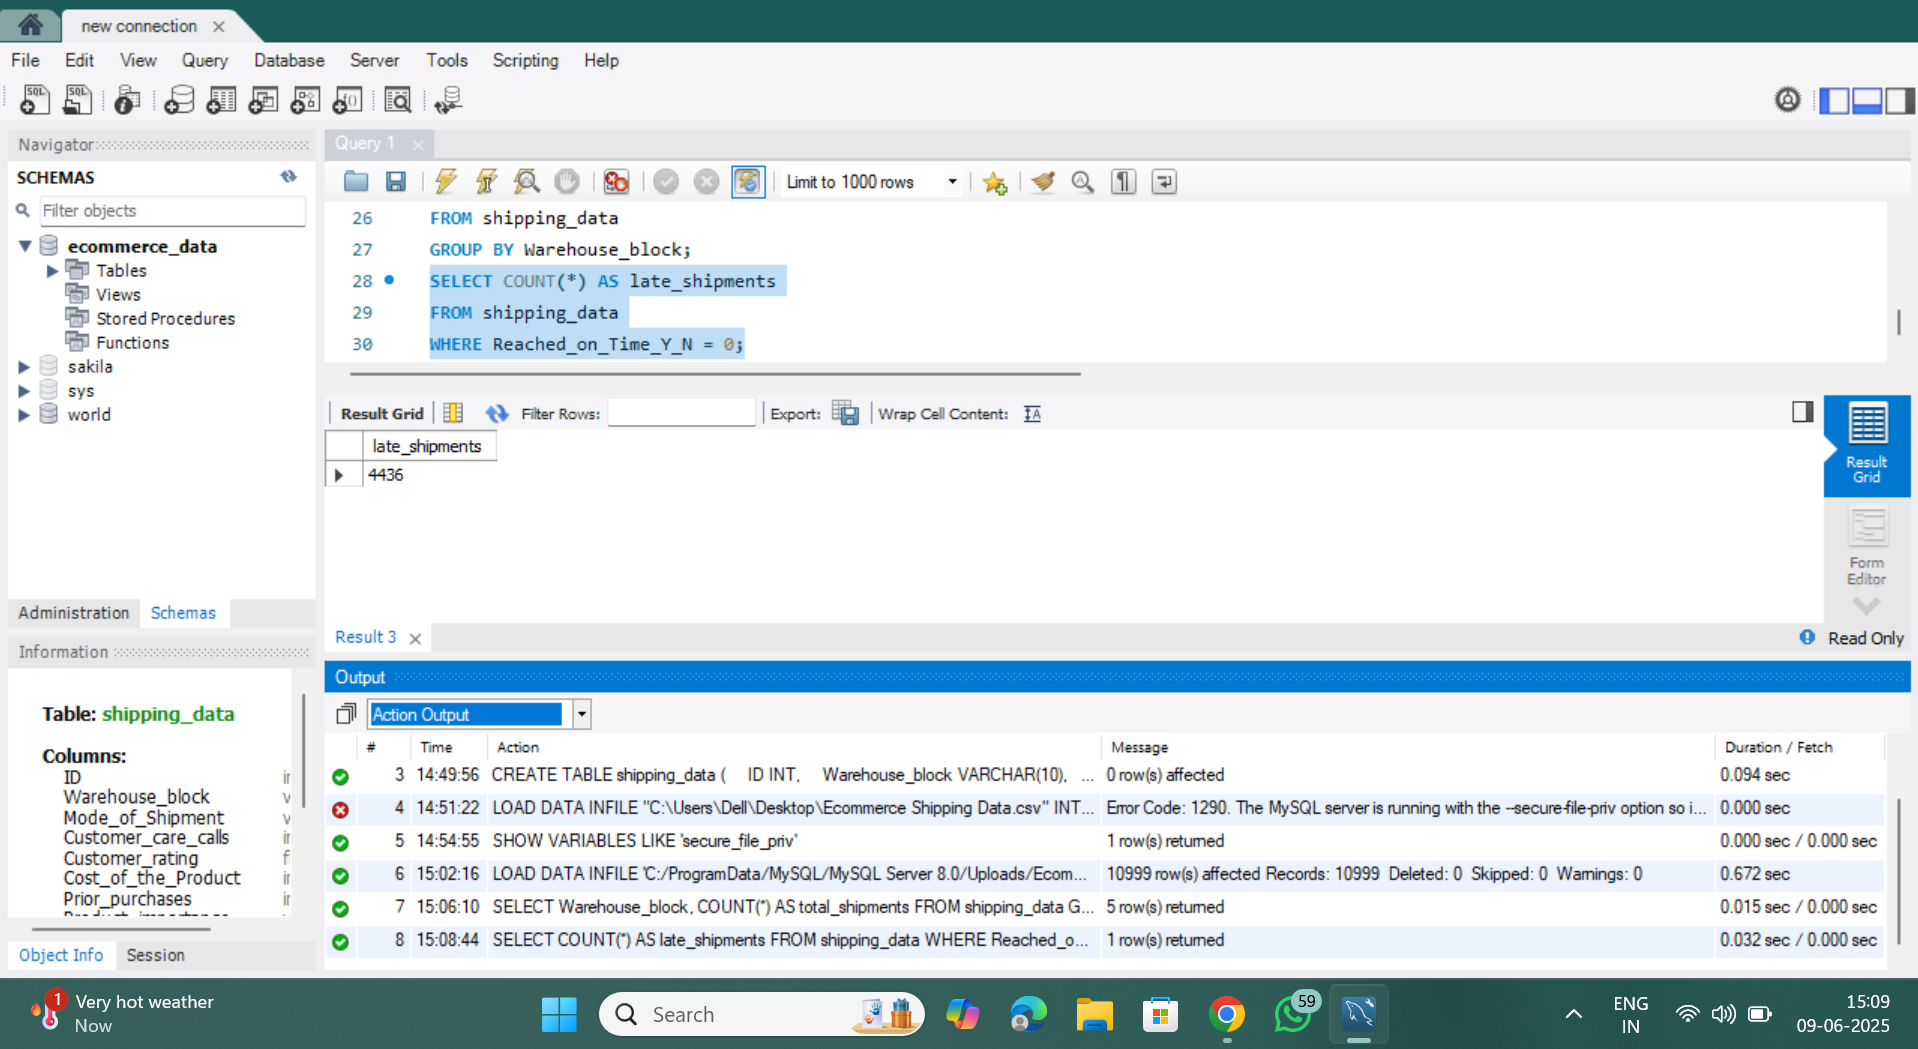 new connection
File Edit View Query Database Server Tools Scripting Help
Navigator
SCHEMAS
Filter objects
ecommerce_data
Tables
Views
Stored Procedures
Functions
sakila
sys
world
Administration Schemas
Information
Table: shipping_data
Columns:
ID
Warehouse_block
Mode_of_Shipment
Customer_care_calls
Customer_rating
Cost_of_the_Product
Prior_purchases
Object Info Session
Query 1
Limit to 1000 rows
26 FROM shipping_data
27 GROUP BY Warehouse_block;
28 SELECT COUNT(*) AS late_shipments
29 FROM shipping_data
30 WHERE Reached_on_Time_Y_N = 0;
Result Grid Filter Rows: Export: Wrap Cell Content:
late_shipments
4436
Result
Grid
Form
Editor
Result 3
Read Only
Output
Action Output
# Time Action Message Duration / Fetch
3 14:49:56 CREATE TABLE shipping_data ( ID INT, Warehouse_block VARCHAR(10), ... 0 row(s) affected 0.094 sec
4 14:51:22 LOAD DATA INFILE "C:\Users\Dell\Desktop\Ecommerce Shipping Data.csv" INT... Error Code: 1290. The MySQL server is running with the --secure-file-priv option so i... 0.000 sec
5 14:54:55 SHOW VARIABLES LIKE 'secure_file_priv' 1 row(s) returned 0.000 sec / 0.000 sec
6 15:02:16 LOAD DATA INFILE 'C:/ProgramData/MySQL/MySQL Server 8.0/Uploads/Ecom... 10999 row(s) affected Records: 10999 Deleted: 0 Skipped: 0 Warnings: 0 0.672 sec
7 15:06:10 SELECT Warehouse_block, COUNT(*) AS total_shipments FROM shipping_data G... 5 row(s) returned 0.015 sec / 0.000 sec
8 15:08:44 SELECT COUNT(*) AS late_shipments FROM shipping_data WHERE Reached_o... 1 row(s) returned 0.032 sec / 0.000 sec
1
Very hot weather
Now
Search
59
ENG
IN
15:09
09-06-2025